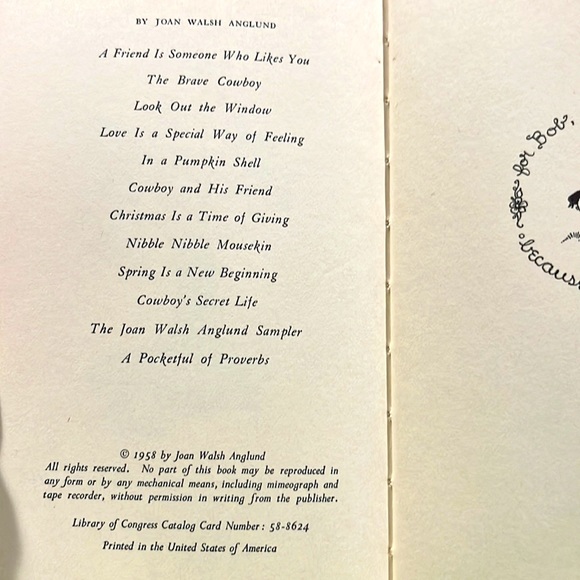 BY JOAN WALSH ANGLUND
A Friend Is Someone Who Likes You
The Brave Cowboy
Look Out the Window
Love Is a Special Way of Feeling
In a Pumpkin Shell
Cowboy and His Friend
Christmas Is a Time of Giving
Nibble Nibble Mousekin
Spring Is a New Beginning
Cowboy's Secret Life
The Joan Walsh Anglund Sampler
A Pocketful of Proverbs
© 1958 by Joan Walsh Anglund
All rights reserved. No part of this book may be reproduced in
any form or by any mechanical means, including mimeograph and
tape recorder, without permission in writing from the publisher.
Library of Congress Catalog Card Number: 58-8624
Printed in the United States of America
for Bob,
because